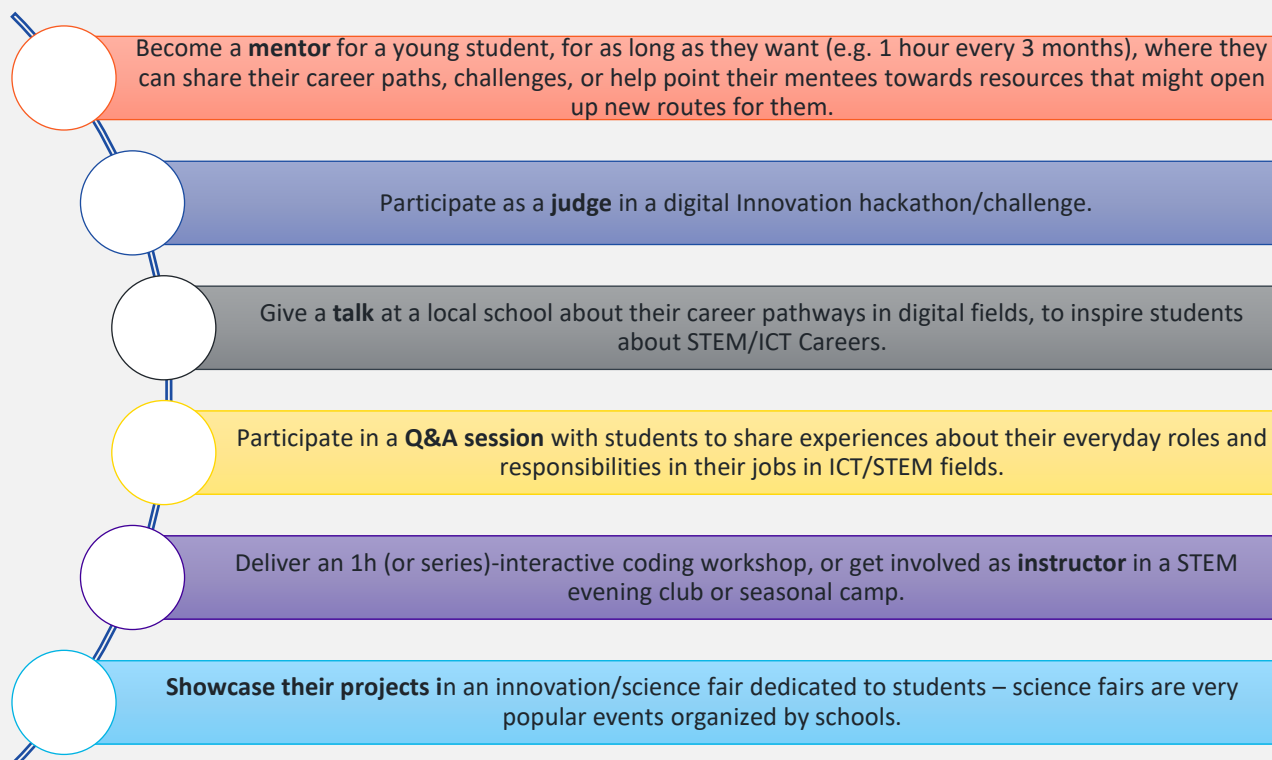 Become a mentor for a young student, for as long as they want (e.g. 1 hour every 3 months), where they
can share their career paths, challenges, or help point their mentees towards resources that might open
up new routes for them.
Participate as a judge in a digital Innovation hackathon/challenge.
Give a talk at a local school about their career pathways in digital fields, to inspire students
about STEM/ICT Careers.
Participate in a Q&A session with students to share experiences about their everyday roles and
responsibilities in their jobs in ICT/STEM fields.
Deliver an 1h (or series)-interactive coding workshop, or get involved as instructor in a STEM
evening club or seasonal camp.
Showcase their projects in an innovation/science fair dedicated to students – science fairs are very
popular events organized by schools.